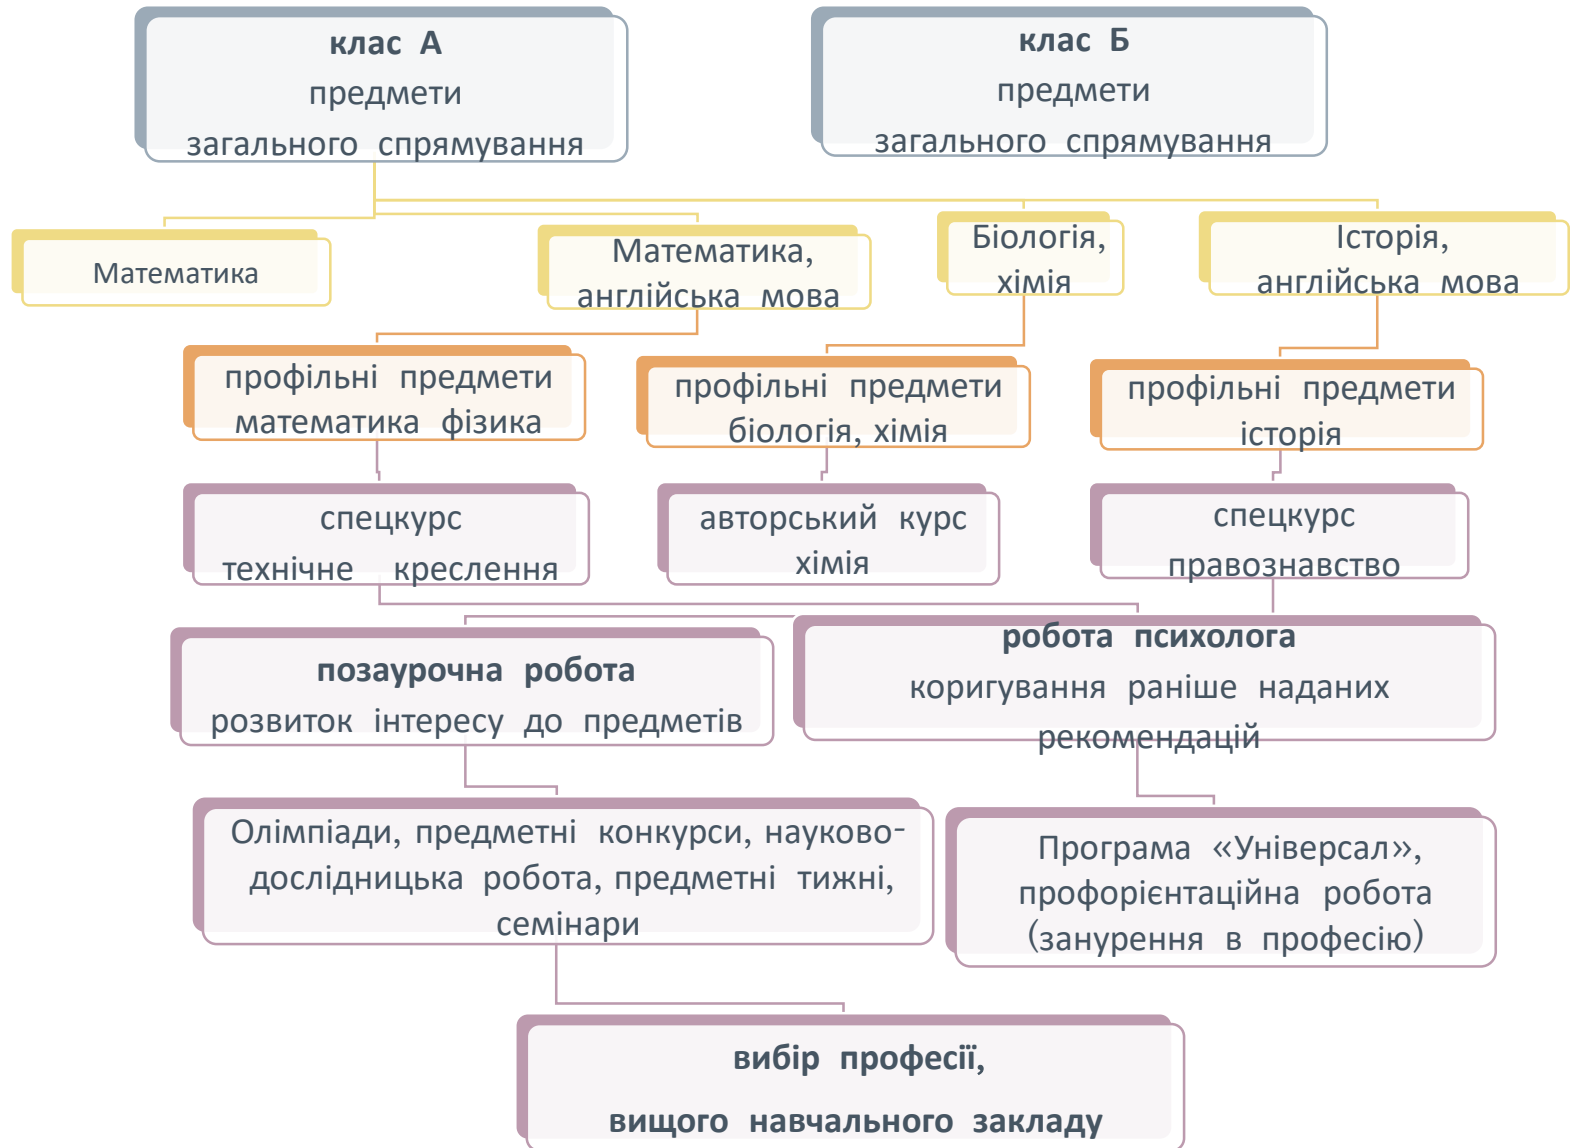 клас А
предмети
загального спрямування
клас Б
предмети
загального спрямування
Математика
Математика,
англійська мова
Біологія,
хімія
Історія,
англійська мова
профільні предмети
математика фізика
профільні предмети
біологія, хімія
профільні предмети
історія
спецкурс
технічне креслення
авторський курс
хімія
спецкурс
правознавство
позаурочна робота
розвиток інтересу до предметів
робота психолога
коригування раніше наданих
рекомендацій
Олімпіади, предметні конкурси, науково-
дослідницька робота, предметні тижні,
семінари
Програма «Універсал»,
профорієнтаційна робота
(занурення в професію)
вибір професії,
вищого навчального закладу